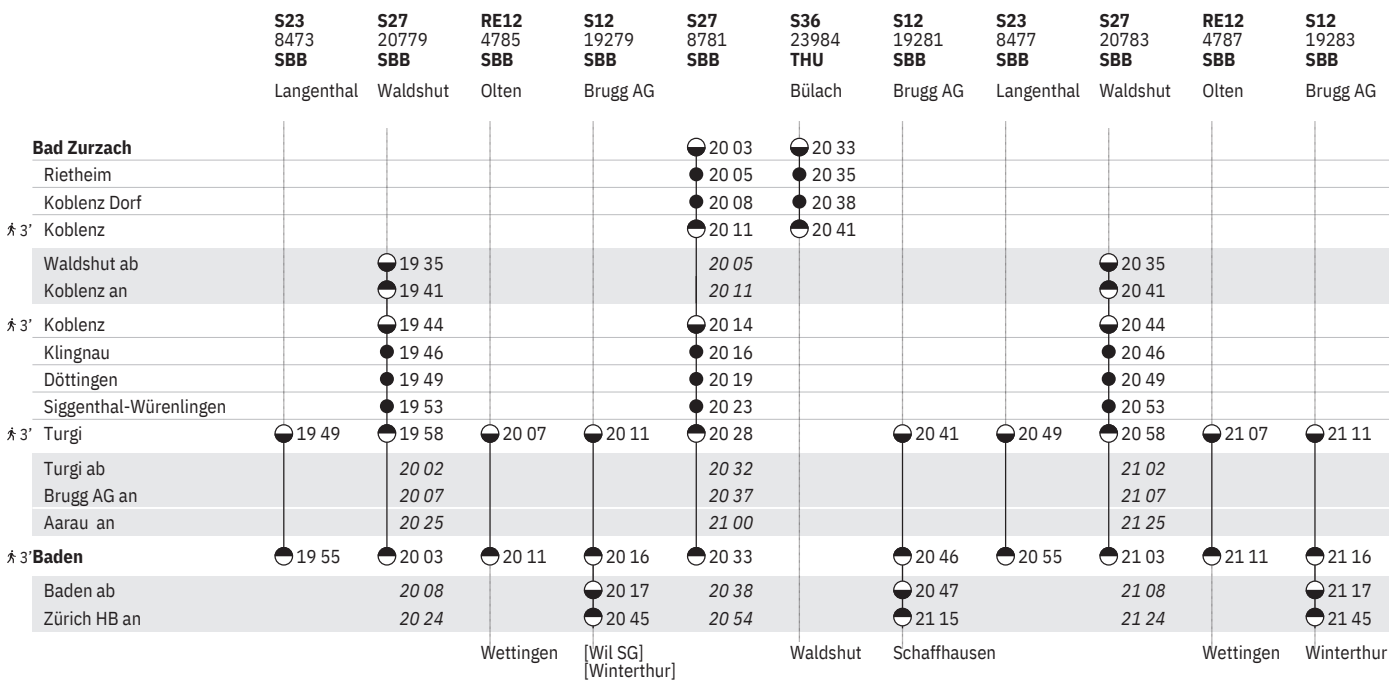 S23 S27 RE12 S12 S27 S36 S12 S23 S27 RE12 S12
8473 20779 4785 19279 8781 23984 19281 8477 20783 4787 19283
SBB SBB SBB SBB SBB THU SBB SBB SBB SBB SBB
Langenthal Waldshut Olten Brugg AG Bülach Brugg AG Langenthal Waldshut Olten Brugg AG
Bad Zurzach 20 03 20 33
Rietheim 20 05 20 35
Koblenz Dorf 20 08 20 38
3' Koblenz 20 11 20 41
Waldshut ab 19 35 20 05 20 35
Koblenz an 19 41 20 11 20 41
3' Koblenz 19 44 20 14 20 44
Klingnau 19 46 20 16 20 46
Döttingen 19 49 20 19 20 49
Siggenthal-Würenlingen 19 53 20 23 20 53
3' Turgi 19 49 19 58 20 07 20 11 20 28 20 41 20 49 20 58 21 07 21 11
Turgi ab 20 02 20 32 21 02
Brugg AG an 20 07 20 37 21 07
Aarau an 20 25 21 00 21 25
3' Baden 19 55 20 03 20 11 20 16 20 33 20 46 20 55 21 03 21 11 21 16
Baden ab 20 08 20 17 20 38 20 47 21 08 21 17
Zürich HB an 20 24 20 45 20 54 21 15 21 24 21 45
Wettingen [Wil SG] Waldshut Schaffhausen Wettingen Winterthur
[Winterthur]